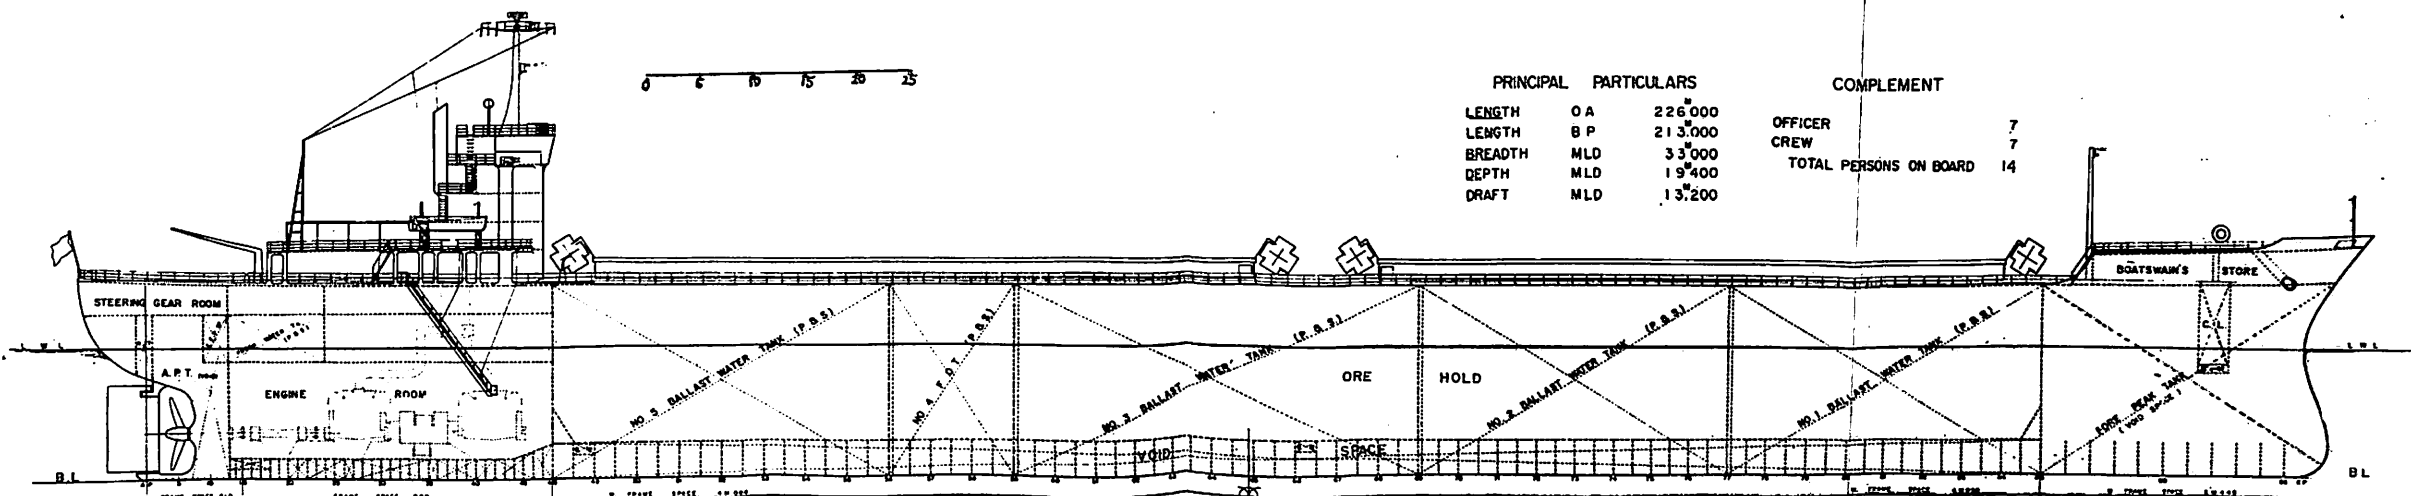 0 5 10 15 20 25
PRINCIPAL PARTICULARS
LENGTH OA 226.000 M
LENGTH BP 213.000 M
BREADTH MLD 33.000 M
DEPTH MLD 19.400 M
DRAFT MLD 13.200 M
COMPLEMENT
OFFICER 7
CREW 7
TOTAL PERSONS ON BOARD 14
BOATSWAIN'S STORE
STEERING GEAR ROOM
NO. 5 BALLAST WATER TANK (P.&S)
NO. 4 F.O.T. (P.&S)
NO. 3 BALLAST WATER TANK (P.&S)
NO. 2 BALLAST WATER TANK (P.&S)
NO. 1 BALLAST WATER TANK (P.&S)
C.L.
L W L
L W L
A.P.T.
ENGINE ROOM
ORE HOLD
FORE PEAK TANK
(VOID SPACE)
VOID SPACE
B L
B L